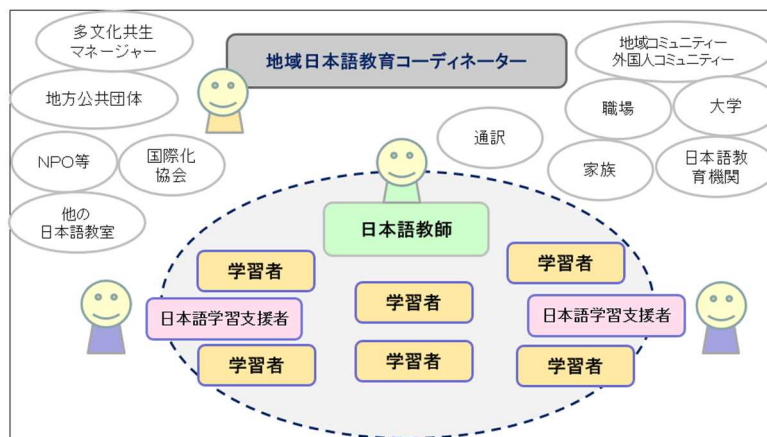 多文化共生
マネージャー
地域日本語教育コーディネーター
地域コミュニティー
外国人コミュニティー
地方公共団体
職場
大学
通訳
NPO等
国際化
協会
家族
日本語教
育機関
他の
日本語教室
日本語教師
学習者
学習者
学習者
日本語学習支援者
日本語学習支援者
学習者
学習者
学習者